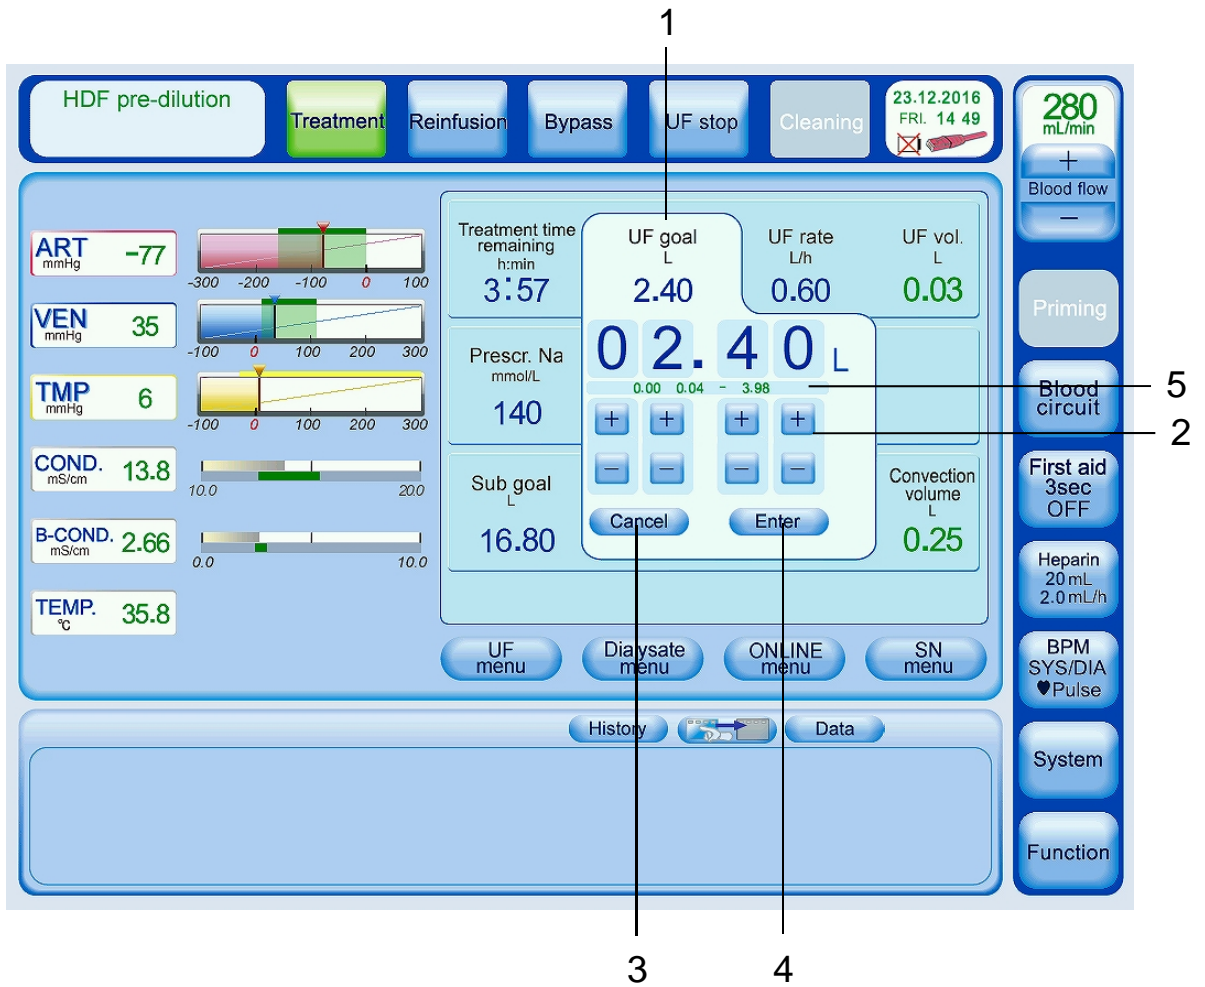 1
HDF pre-dilution
Treatment
Reinfusion
Bypass
UF stop
Cleaning
23.12.2016
FRI. 14 49
280
mL/min
+
Blood flow
−
ART
mmHg
-77
-300 -200 -100 0 100
VEN
mmHg
35
-100 0 100 200 300
TMP
mmHg
6
-100 0 100 200 300
COND.
mS/cm
13.8
10.0 20.0
B-COND.
mS/cm
2.66
0.0 10.0
TEMP.
°C
35.8
Treatment time
remaining
h:min
3:57
UF goal
L
2.40
UF rate
L/h
0.60
UF vol.
L
0.03
Prescr. Na
mmol/L
140
02.40 L
0.00 0.04 - 3.98
+ + + +
− − − −
Cancel
Enter
Sub goal
L
16.80
Convection
volume
L
0.25
5
2
UF
menu
Dialysate
menu
ONLINE
menu
SN
menu
History
Data
Priming
Blood
circuit
First aid
3sec
OFF
Heparin
20 mL
2.0 mL/h
BPM
SYS/DIA
♥Pulse
System
Function
3
4